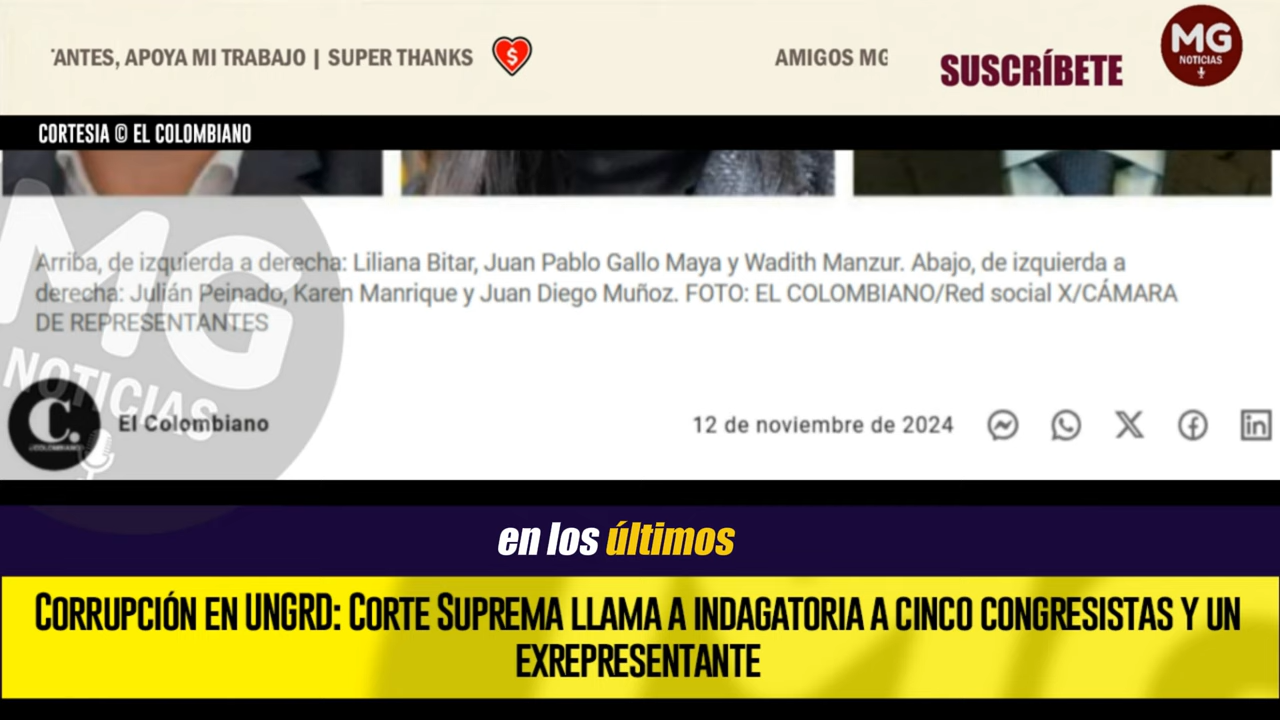 TANTES, APOYA MI TRABAJO | SUPER THANKS
AMIGOS MG
SUSCRÍBETE
MG
NOTICIAS
CORTESIA © EL COLOMBIANO
Arriba, de izquierda a derecha: Liliana Bitar, Juan Pablo Gallo Maya y Wadith Manzur. Abajo, de izquierda a
derecha: Julián Peinado, Karen Manrique y Juan Diego Muñoz. FOTO: EL COLOMBIANO/Red social X/CÁMARA
DE REPRESENTANTES
MG
NOTICIAS
C.
El Colombiano
12 de noviembre de 2024
en los últimos
CORRUPCIÓN EN UNGRD: CORTE SUPREMA LLAMA A INDAGATORIA A CINCO CONGRESISTAS Y UN
EXREPRESENTANTE